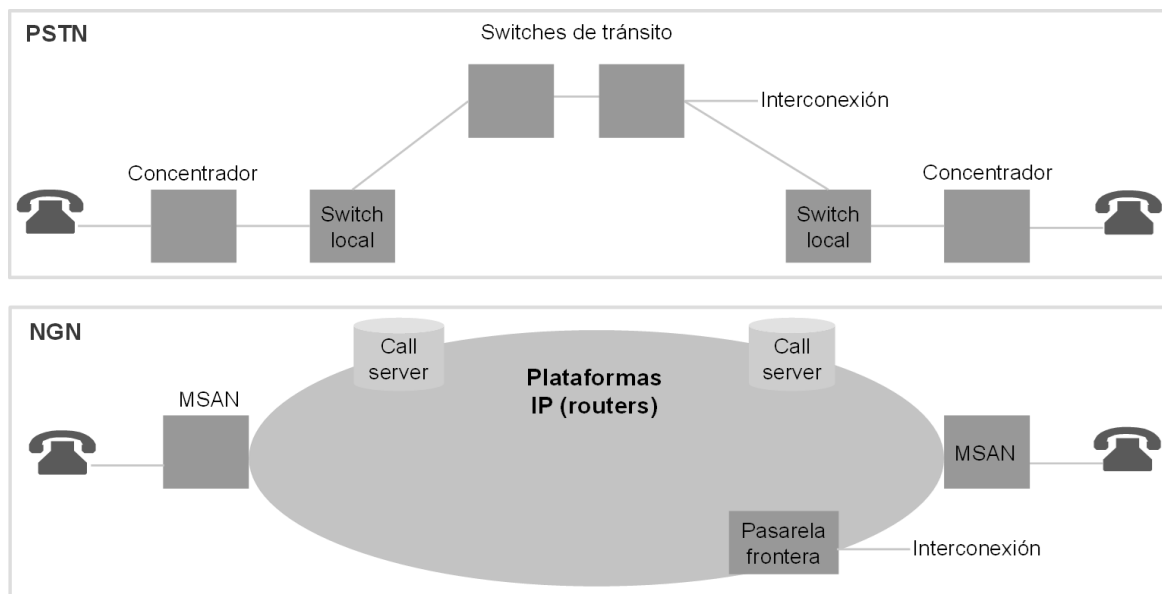 PSTN
Switches de tránsito
Interconexión
Concentrador
Concentrador
Switch
local
Switch
local
NGN
Call
server
Call
server
Plataformas
IP (routers)
MSAN
MSAN
Pasarela
frontera
Interconexión